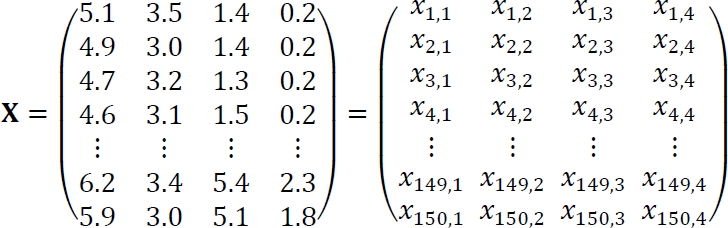 5.1 3.5 1.4 0.2 x1,1 x1,2 x1,3 x1,4
4.9 3.0 1.4 0.2 x2,1 x2,2 x2,3 x2,4
4.7 3.2 1.3 0.2 x3,1 x3,2 x3,3 x3,4
X = 4.6 3.1 1.5 0.2 = x4,1 x4,2 x4,3 x4,4
⋮ ⋮ ⋮ ⋮ ⋮ ⋮ ⋮ ⋮
6.2 3.4 5.4 2.3 x149,1 x149,2 x149,3 x149,4
5.9 3.0 5.1 1.8 x150,1 x150,2 x150,3 x150,4